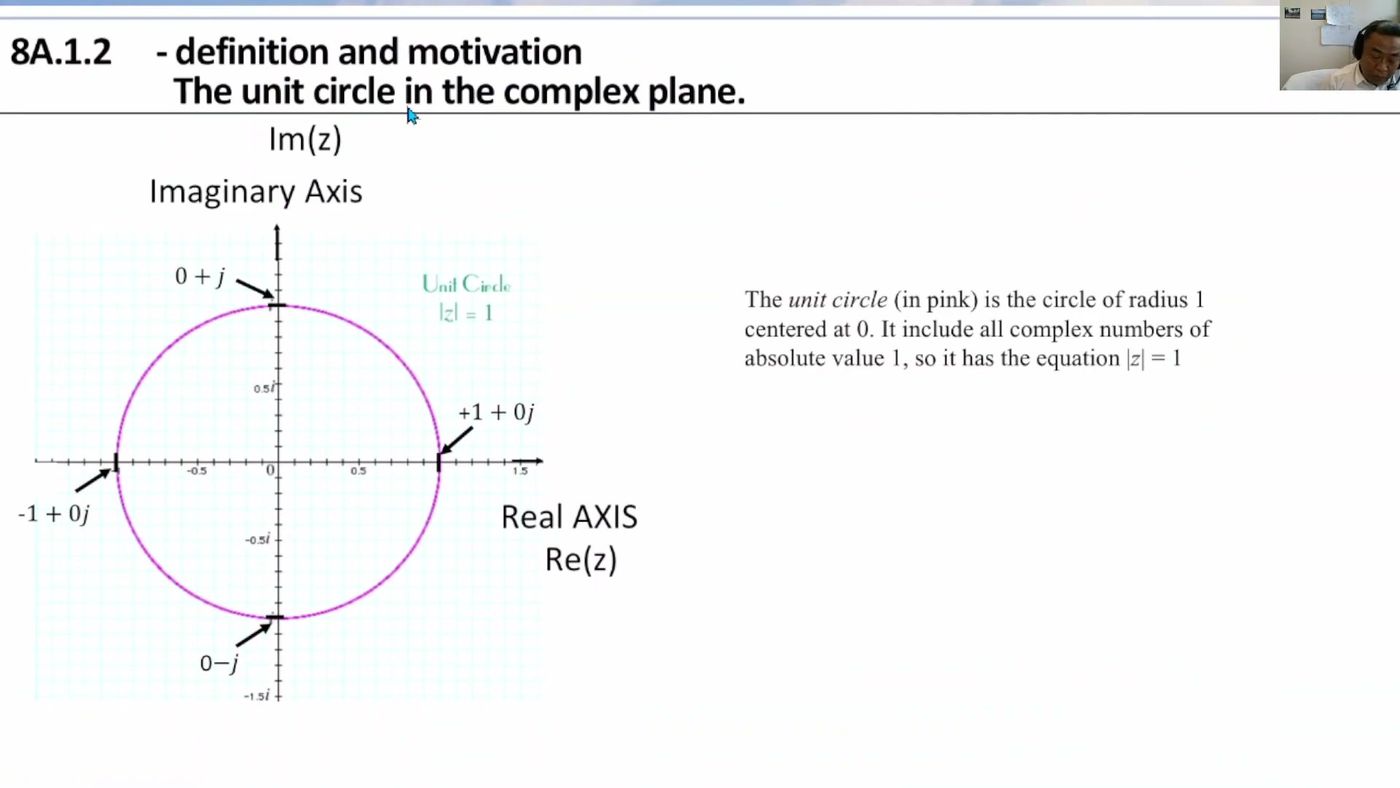 8A.1.2 - definition and motivation
The unit circle in the complex plane.
Im(z)
Imaginary Axis
0 + j
Unit Circle
|z| = 1
The unit circle (in pink) is the circle of radius 1
centered at 0. It include all complex numbers of
absolute value 1, so it has the equation |z| = 1
0.5i
+1 + 0j
-0.5
0
0.5
1.5
-1 + 0j
Real AXIS
-0.5i
Re(z)
0−j
-1.5i